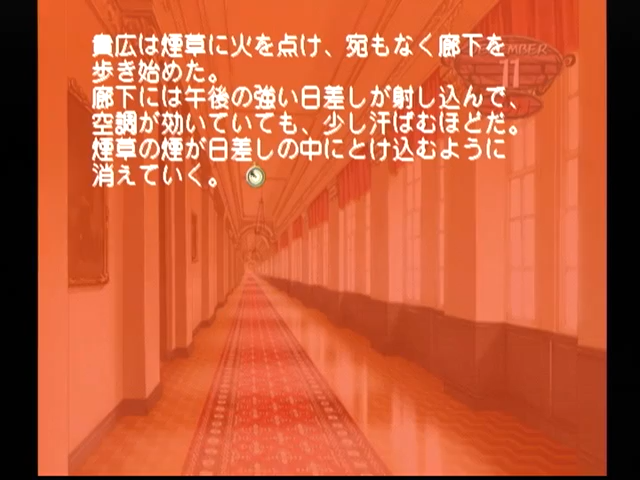 貴広は煙草に火を点け、宛もなく廊下を
歩き始めた。
廊下には午後の強い日差しが射し込んで、
空調が効いていても、少し汗ばむほどだ。
煙草の煙が日差しの中にとけ込むように
消えていく。
DECEMBER
11